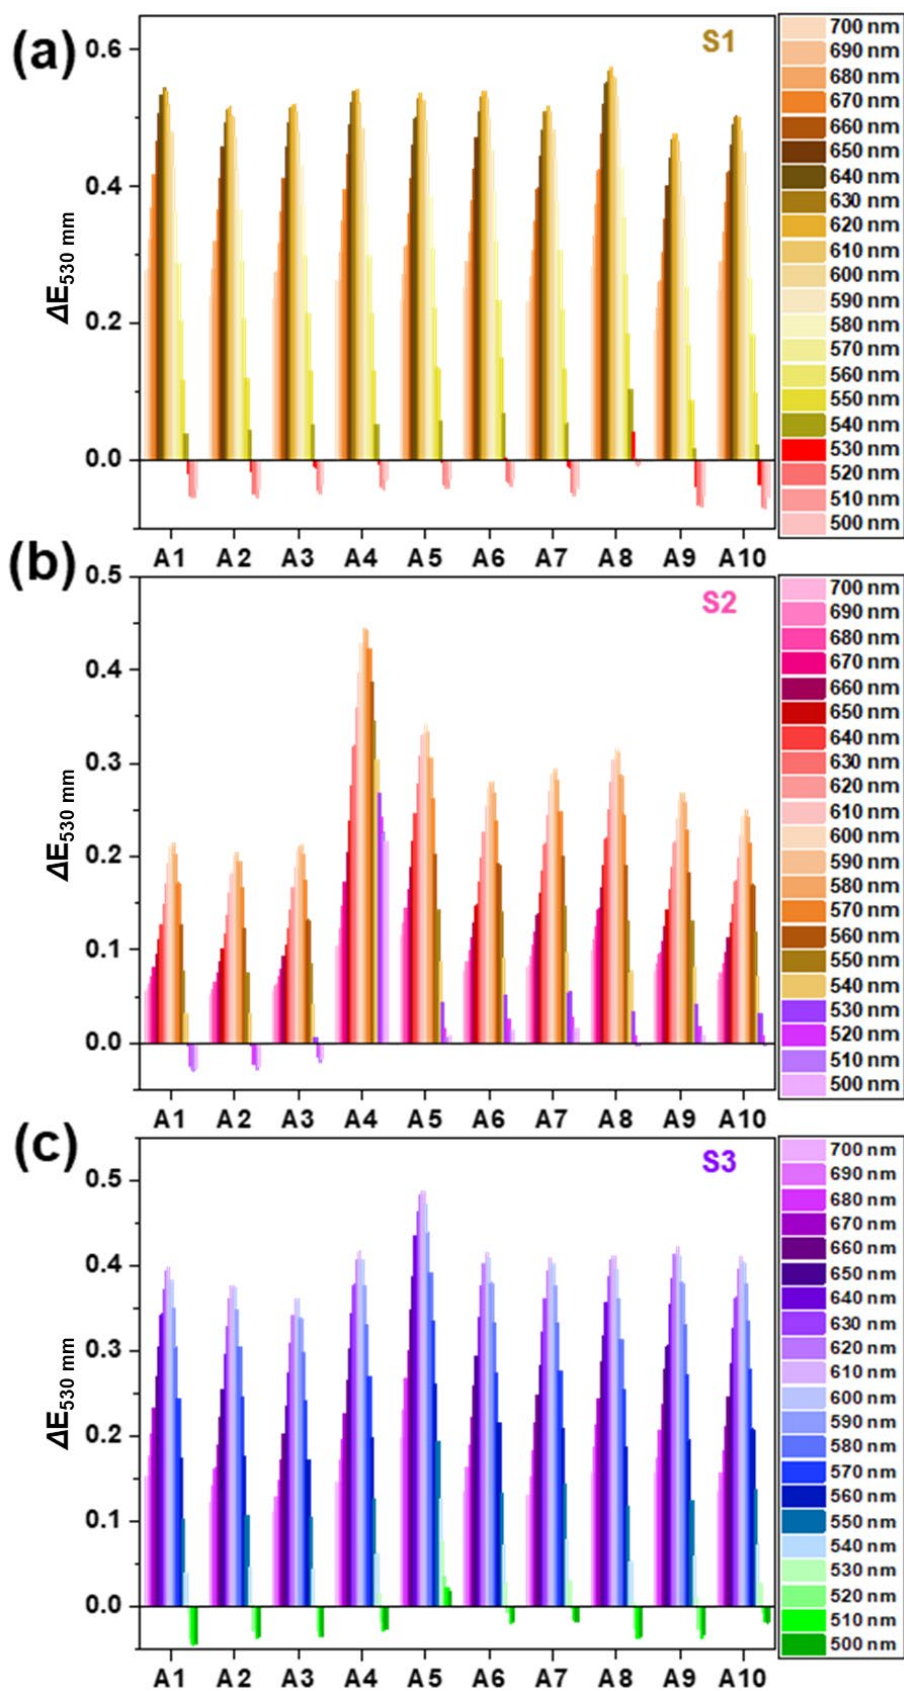 (a)
S1
ΔE530 mm
0.6
0.4
0.2
0.0
A1 A2 A3 A4 A5 A6 A7 A8 A9 A10
700 nm
690 nm
680 nm
670 nm
660 nm
650 nm
640 nm
630 nm
620 nm
610 nm
600 nm
590 nm
580 nm
570 nm
560 nm
550 nm
540 nm
530 nm
520 nm
510 nm
500 nm
(b)
S2
ΔE530 mm
0.5
0.4
0.3
0.2
0.1
0.0
A1 A2 A3 A4 A5 A6 A7 A8 A9 A10
700 nm
690 nm
680 nm
670 nm
660 nm
650 nm
640 nm
630 nm
620 nm
610 nm
600 nm
590 nm
580 nm
570 nm
560 nm
550 nm
540 nm
530 nm
520 nm
510 nm
500 nm
(c)
S3
ΔE530 mm
0.5
0.4
0.3
0.2
0.1
0.0
A1 A2 A3 A4 A5 A6 A7 A8 A9 A10
700 nm
690 nm
680 nm
670 nm
660 nm
650 nm
640 nm
630 nm
620 nm
610 nm
600 nm
590 nm
580 nm
570 nm
560 nm
550 nm
540 nm
530 nm
520 nm
510 nm
500 nm